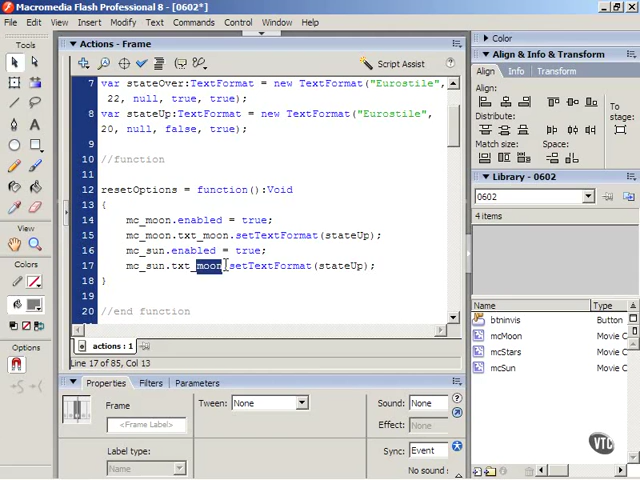 Macromedia Flash Professional 8 - [0602*]
File Edit View Insert Modify Text Commands Control Window Help
Tools
View
Colors
Options
Actions - Frame
Script Assist
7 var stateOver:TextFormat = new TextFormat("Eurostile",
22, null, true, true);
8 var stateUp:TextFormat = new TextFormat("Eurostile",
20, null, false, true);
9
10 //function
11
12 resetOptions = function():Void
13 {
14 mc_moon.enabled = true;
15 mc_moon.txt_moon.setTextFormat(stateUp);
16 mc_sun.enabled = true;
17 mc_sun.txt_moon.setTextFormat(stateUp);
18 }
19
20 //end function
actions : 1
Line 17 of 85, Col 13
Properties Filters Parameters
Frame
<Frame Label>
Label type:
Name
Tween: None
Sound: None
Effect: None
Sync: Event
No sound
Color
Align & Info & Transform
Align Info Transform
Align:
Distribute:
Match size: Space:
To
stage:
Library - 0602
0602
4 items
Name Type
btninvis Button
mcMoon Movie C
mcStars Movie C
mcSun Movie C
VTC